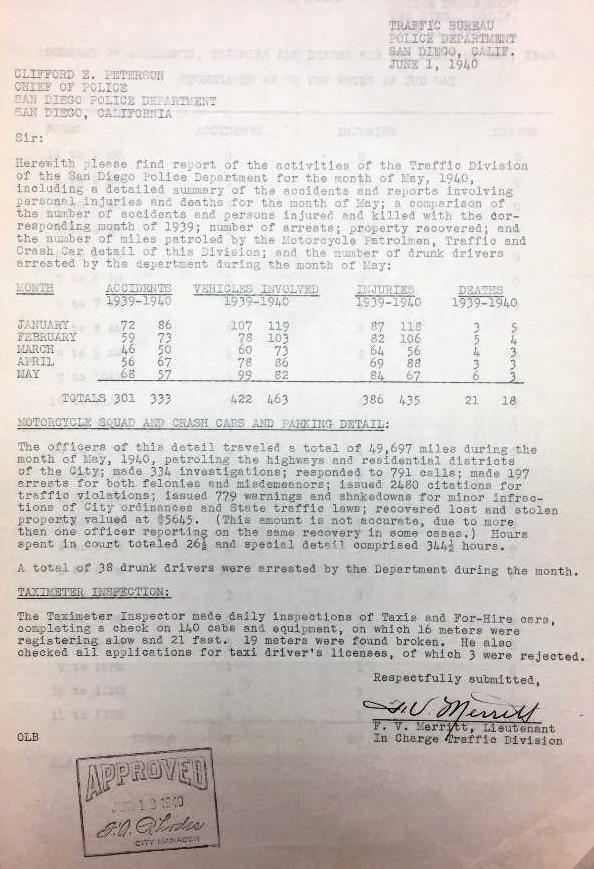 TRAFFIC BUREAU
POLICE DEPARTMENT
SAN DIEGO, CALIF.
JUNE 1, 1940
CLIFFORD E. PETERSON
CHIEF OF POLICE
SAN DIEGO POLICE DEPARTMENT
SAN DIEGO, CALIFORNIA
Sir:
Herewith please find report of the activities of the Traffic Division
of the San Diego Police Department for the month of May, 1940,
including a detailed summary of the accidents and reports involving
personal injuries and deaths for the month of May; a comparison of
the number of accidents and persons injured and killed with the cor-
responding month of 1939; number of arrests; property recovered; and
the number of miles patroled by the Motorcycle Patrolmen, Traffic and
Crash Car detail of this Division; and the number of drunk drivers
arrested by the department during the month of May:
MONTH ACCIDENTS VEHICLES INVOLVED INJURIES DEATHS
1939-1940 1939-1940 1939-1940 1939-1940
JANUARY 72 86 107 119 87 118 3 5
FEBRUARY 59 73 78 103 82 106 5 4
MARCH 46 50 60 73 64 56 4 3
APRIL 56 67 78 86 69 88 3 3
MAY 68 57 99 82 84 67 6 3
TOTALS 301 333 422 463 386 435 21 18
MOTORCYCLE SQUAD AND CRASH CARS AND PARKING DETAIL:
The officers of this detail traveled a total of 49,697 miles during the
month of May, 1940, patroling the highways and residential districts
of the City; made 334 investigations; responded to 791 calls; made 197
arrests for both felonies and misdemeanors; issued 2480 citations for
traffic violations; issued 779 warnings and shakedowns for minor infrac-
tions of City ordinances and State traffic laws; recovered lost and stolen
property valued at $5645. (This amount is not accurate, due to more
than one officer reporting on the same recovery in some cases.) Hours
spent in court totaled 26½ and special detail comprised 344½ hours.
A total of 38 drunk drivers were arrested by the Department during the month.
TAXIMETER INSPECTION:
The Taximeter Inspector made daily inspections of Taxis and For-Hire cars,
completing a check on 140 cabs and equipment, on which 16 meters were
registering slow and 21 fast. 19 meters were found broken. He also
checked all applications for taxi driver's licenses, of which 3 were rejected.
Respectfully submitted,
F. V. Merritt
F. V. Merritt, Lieutenant
In Charge Traffic Division
OLB
APPROVED
JUN 12 1940
F. A. Rhodes
CITY MANAGER